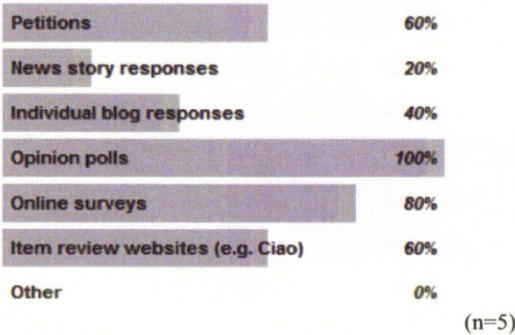 Petitions 60%
News story responses 20%
Individual blog responses 40%
Opinion polls 100%
Online surveys 80%
Item review websites (e.g. Ciao) 60%
Other 0%
(n=5)